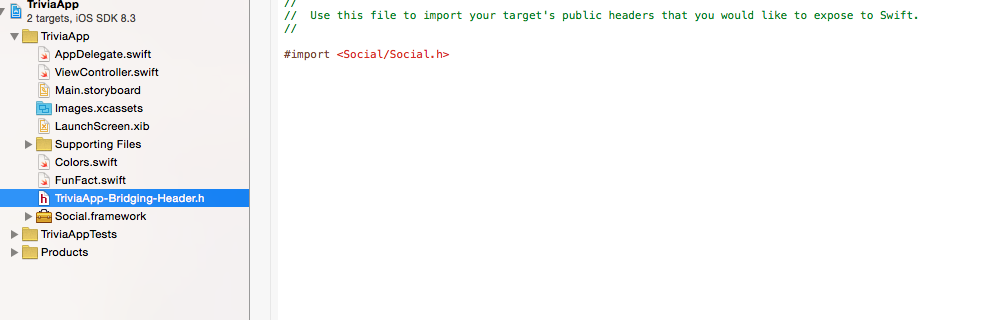 TriviaApp
2 targets, iOS SDK 8.3
TriviaApp
AppDelegate.swift
ViewController.swift
Main.storyboard
Images.xcassets
LaunchScreen.xib
Supporting Files
Colors.swift
FunFact.swift
h TriviaApp-Bridging-Header.h
Social.framework
TriviaAppTests
Products
//
// Use this file to import your target's public headers that you would like to expose to Swift.
//
#import <Social/Social.h>